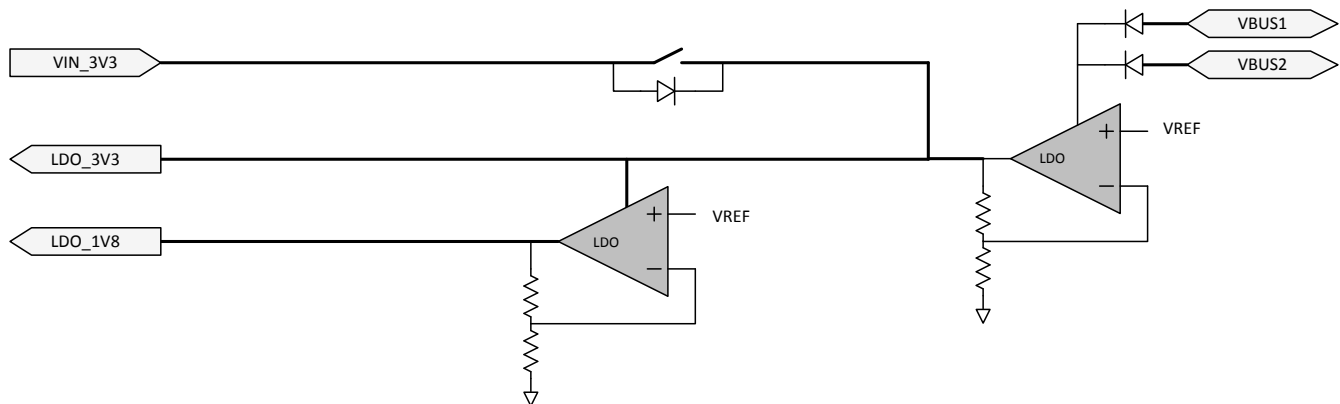 VBUS1
VIN_3V3
VBUS2
+
VREF
LDO_3V3
LDO
−
+
VREF
LDO_1V8
LDO
−